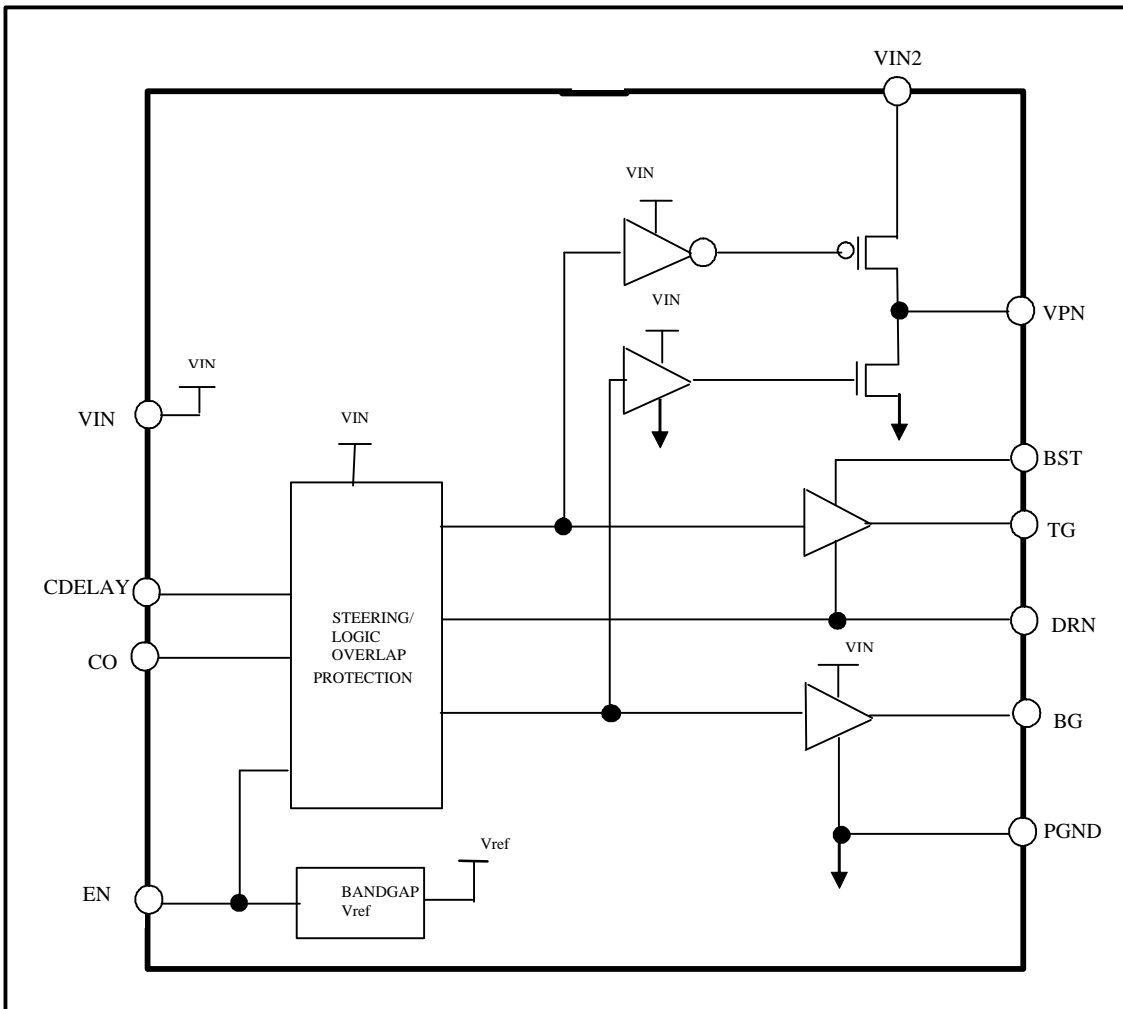 VIN2
VIN
VIN
VPN
VIN
VIN
VIN
BST
TG
CDELAY
STEERING/
LOGIC
OVERLAP
PROTECTION
DRN
CO
VIN
BG
PGND
Vref
EN
BANDGAP
Vref